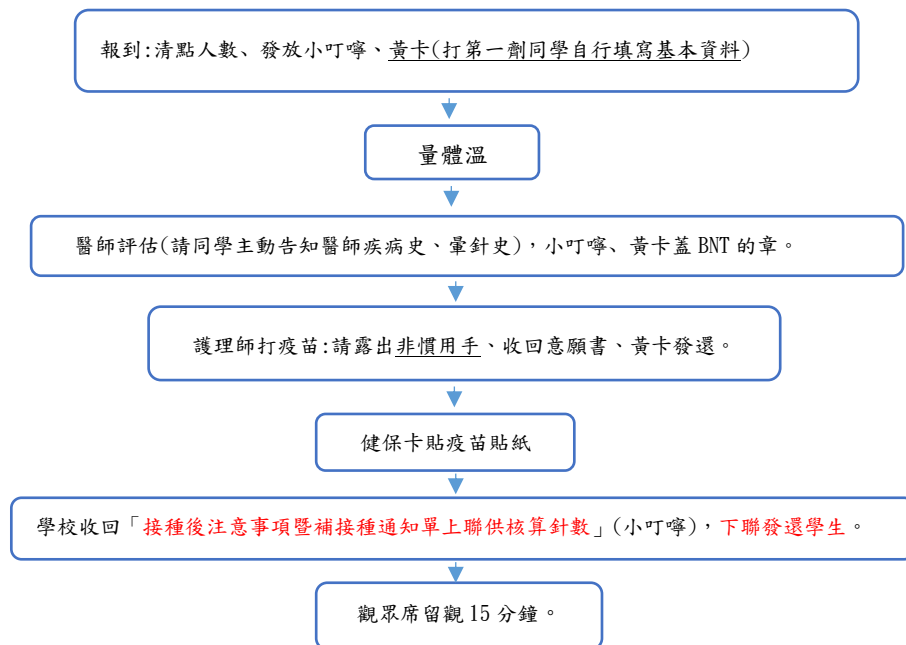 報到:清點人數、發放小叮嚀、黃卡(打第一劑同學自行填寫基本資料)
量體溫
醫師評估(請同學主動告知醫師疾病史、暈針史)，小叮嚀、黃卡蓋 BNT 的章。
護理師打疫苗:請露出非慣用手、收回意願書、黃卡發還。
健保卡貼疫苗貼紙
學校收回「接種後注意事項暨補接種通知單上聯供核算針數」(小叮嚀)，下聯發還學生。
觀眾席留觀 15 分鐘。